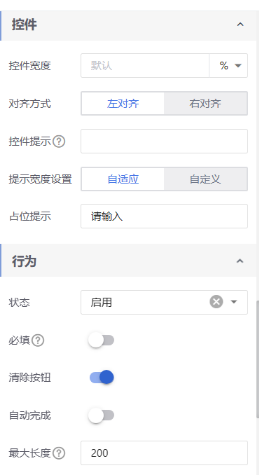 控件
控件宽度 默认 %
对齐方式 左对齐 右对齐
控件提示 ?
提示宽度设置 自适应 自定义
占位提示 请输入
行为
状态 启用
必填 ?
清除按钮
自动完成
最大长度 ? 200